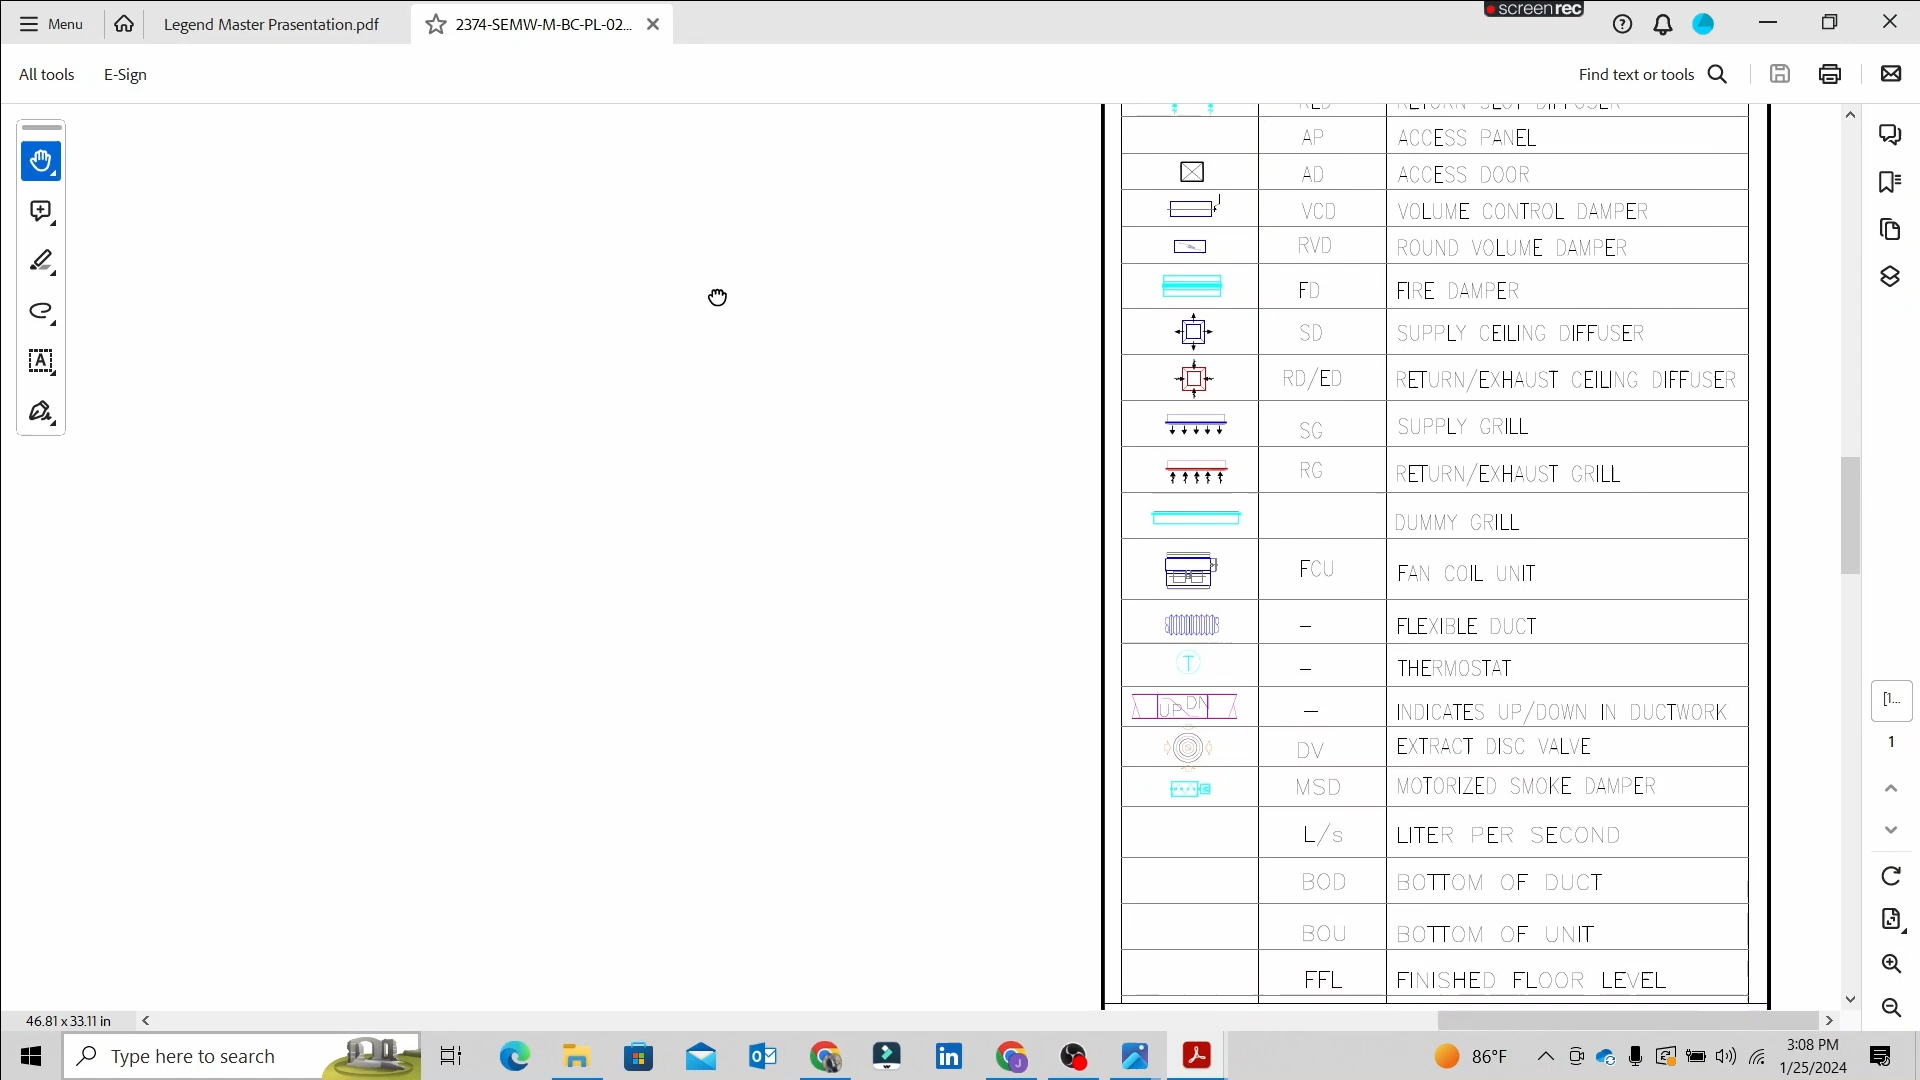 screenrec
Menu
Legend Master Prasentation.pdf
2374-SEMW-M-BC-PL-02...
All tools
E-Sign
Find text or tools
RETURN SLOT DIFFUSER
AP ACCESS PANEL
AD ACCESS DOOR
VCD VOLUME CONTROL DAMPER
RVD ROUND VOLUME DAMPER
FD FIRE DAMPER
SD SUPPLY CEILING DIFFUSER
RD/ED RETURN/EXHAUST CEILING DIFFUSER
SG SUPPLY GRILL
RG RETURN/EXHAUST GRILL
DUMMY GRILL
FCU FAN COIL UNIT
– FLEXIBLE DUCT
T – THERMOSTAT
UP DN – INDICATES UP/DOWN IN DUCTWORK
DV EXTRACT DISC VALVE
MSD MOTORIZED SMOKE DAMPER
L/s LITER PER SECOND
BOD BOTTOM OF DUCT
BOU BOTTOM OF UNIT
FFL FINISHED FLOOR LEVEL
A
[1...
1
46.81 x 33.11 in
Type here to search
86°F
3:08 PM
1/25/2024